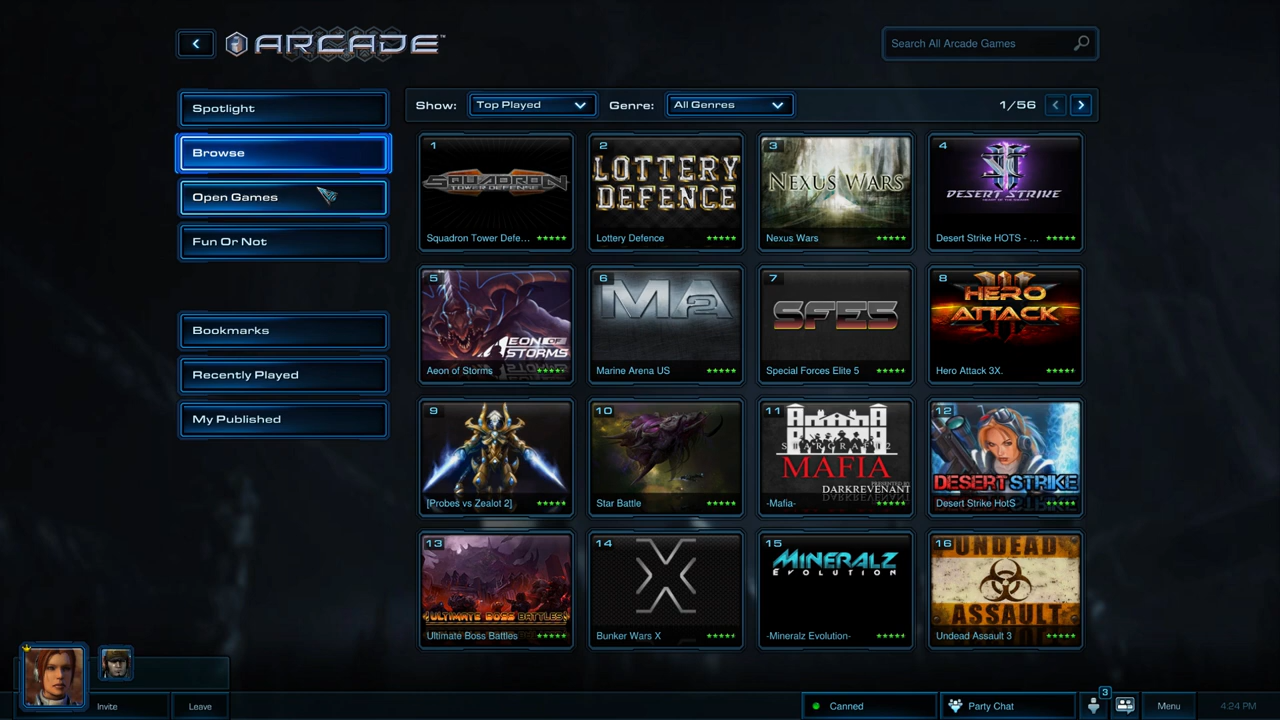 ARCADE™
Search All Arcade Games
Spotlight
Browse
Open Games
Fun Or Not
Bookmarks
Recently Played
My Published
Show: Top Played Genre: All Genres 1/56
1
SQUADRON
TOWER DEFENSE
Squadron Tower Defe...
2
LOTTERY
DEFENCE
Lottery Defence
3
NEXUS WARS
Nexus Wars
4
DESERT STRIKE
Desert Strike HOTS - ...
5
AEON OF
STORMS
Aeon of Storms
6
MA2
Marine Arena US
7
SFE5
Special Forces Elite 5
8
HERO
ATTACK
Hero Attack 3X.
9
[Probes vs Zealot 2]
10
Star Battle
11
STARCRAFT 2
MAFIA
PRESENTED BY
DARKREVENANT
-Mafia-
12
DESERT STRIKE
Desert Strike HotS
13
ULTIMATE BOSS BATTLES
Ultimate Boss Battles
14
X
Bunker Wars X
15
MINERALZ
EVOLUTION
-Mineralz Evolution-
16
UNDEAD
ASSAULT
Undead Assault 3
Invite
Leave
Canned
Party Chat
3
Menu
4:24 PM